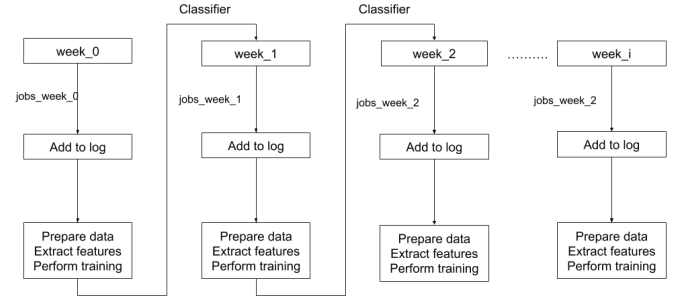 Classifier
Classifier
week_0
week_1
week_2
..........
week_i
jobs_week_0
jobs_week_1
jobs_week_2
jobs_week_2
Add to log
Add to log
Add to log
Add to log
Prepare data
Extract features
Perform training
Prepare data
Extract features
Perform training
Prepare data
Extract features
Perform training
Prepare data
Extract features
Perform training